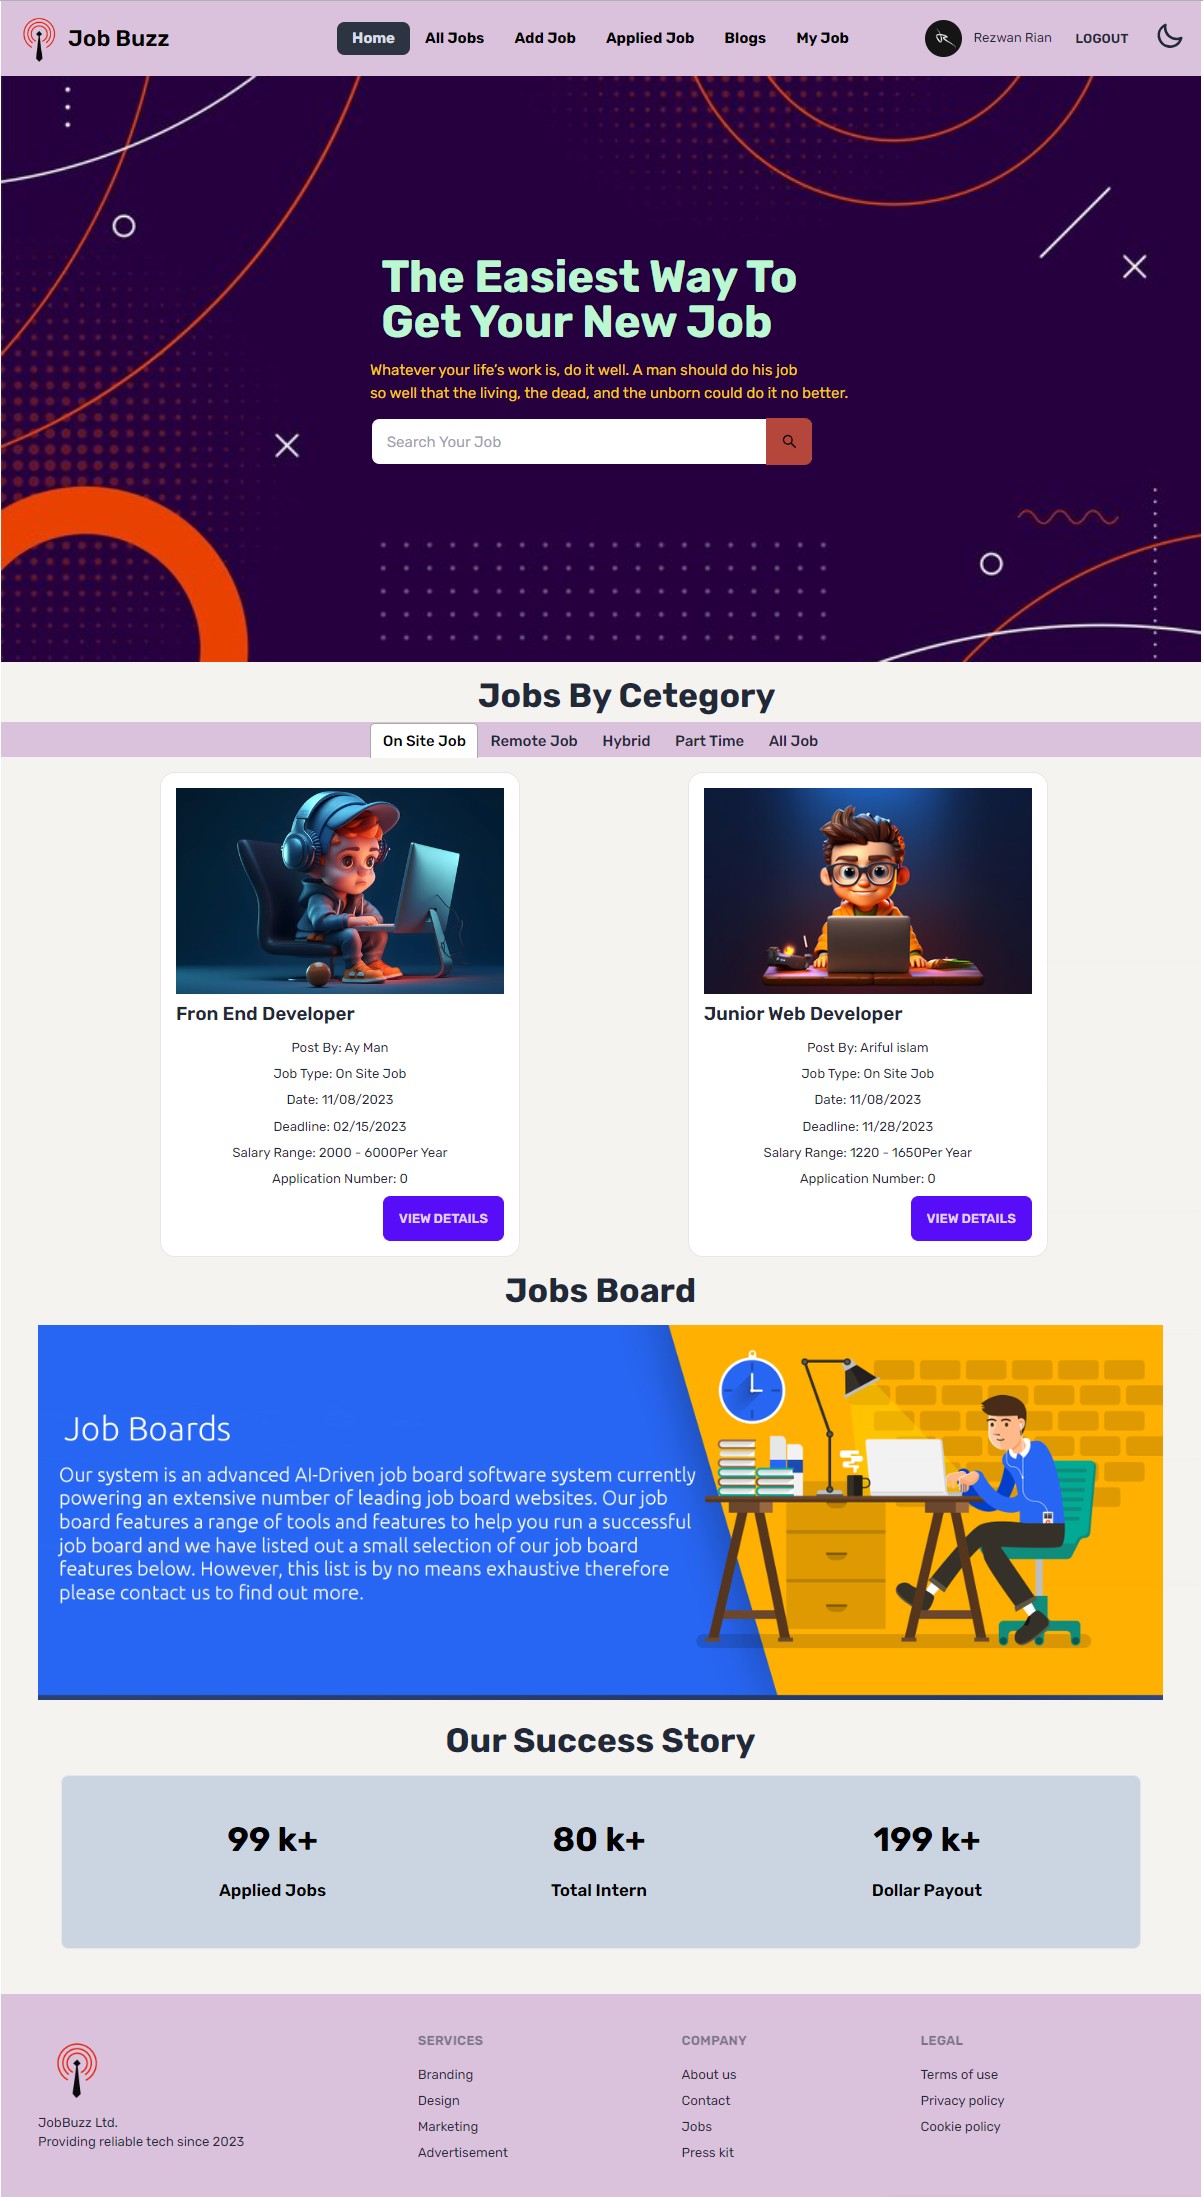 Job Buzz
Home All Jobs Add Job Applied Job Blogs My Job
Rezwan Rian LOGOUT
The Easiest Way To
Get Your New Job
Whatever your life's work is, do it well. A man should do his job
so well that the living, the dead, and the unborn could do it no better.
Search Your Job
Jobs By Cetegory
On Site Job Remote Job Hybrid Part Time All Job
Fron End Developer
Post By: Ay Man
Job Type: On Site Job
Date: 11/08/2023
Deadline: 02/15/2023
Salary Range: 2000 - 6000Per Year
Application Number: 0
VIEW DETAILS
Junior Web Developer
Post By: Ariful islam
Job Type: On Site Job
Date: 11/08/2023
Deadline: 11/28/2023
Salary Range: 1220 - 1650Per Year
Application Number: 0
VIEW DETAILS
Jobs Board
Job Boards
Our system is an advanced AI-Driven job board software system currently
powering an extensive number of leading job board websites. Our job
board features a range of tools and features to help you run a successful
job board and we have listed out a small selection of our job board
features below. However, this list is by no means exhaustive therefore
please contact us to find out more.
Our Success Story
99 k+
Applied Jobs
80 k+
Total Intern
199 k+
Dollar Payout
JobBuzz Ltd.
Providing reliable tech since 2023
SERVICES
Branding
Design
Marketing
Advertisement
COMPANY
About us
Contact
Jobs
Press kit
LEGAL
Terms of use
Privacy policy
Cookie policy